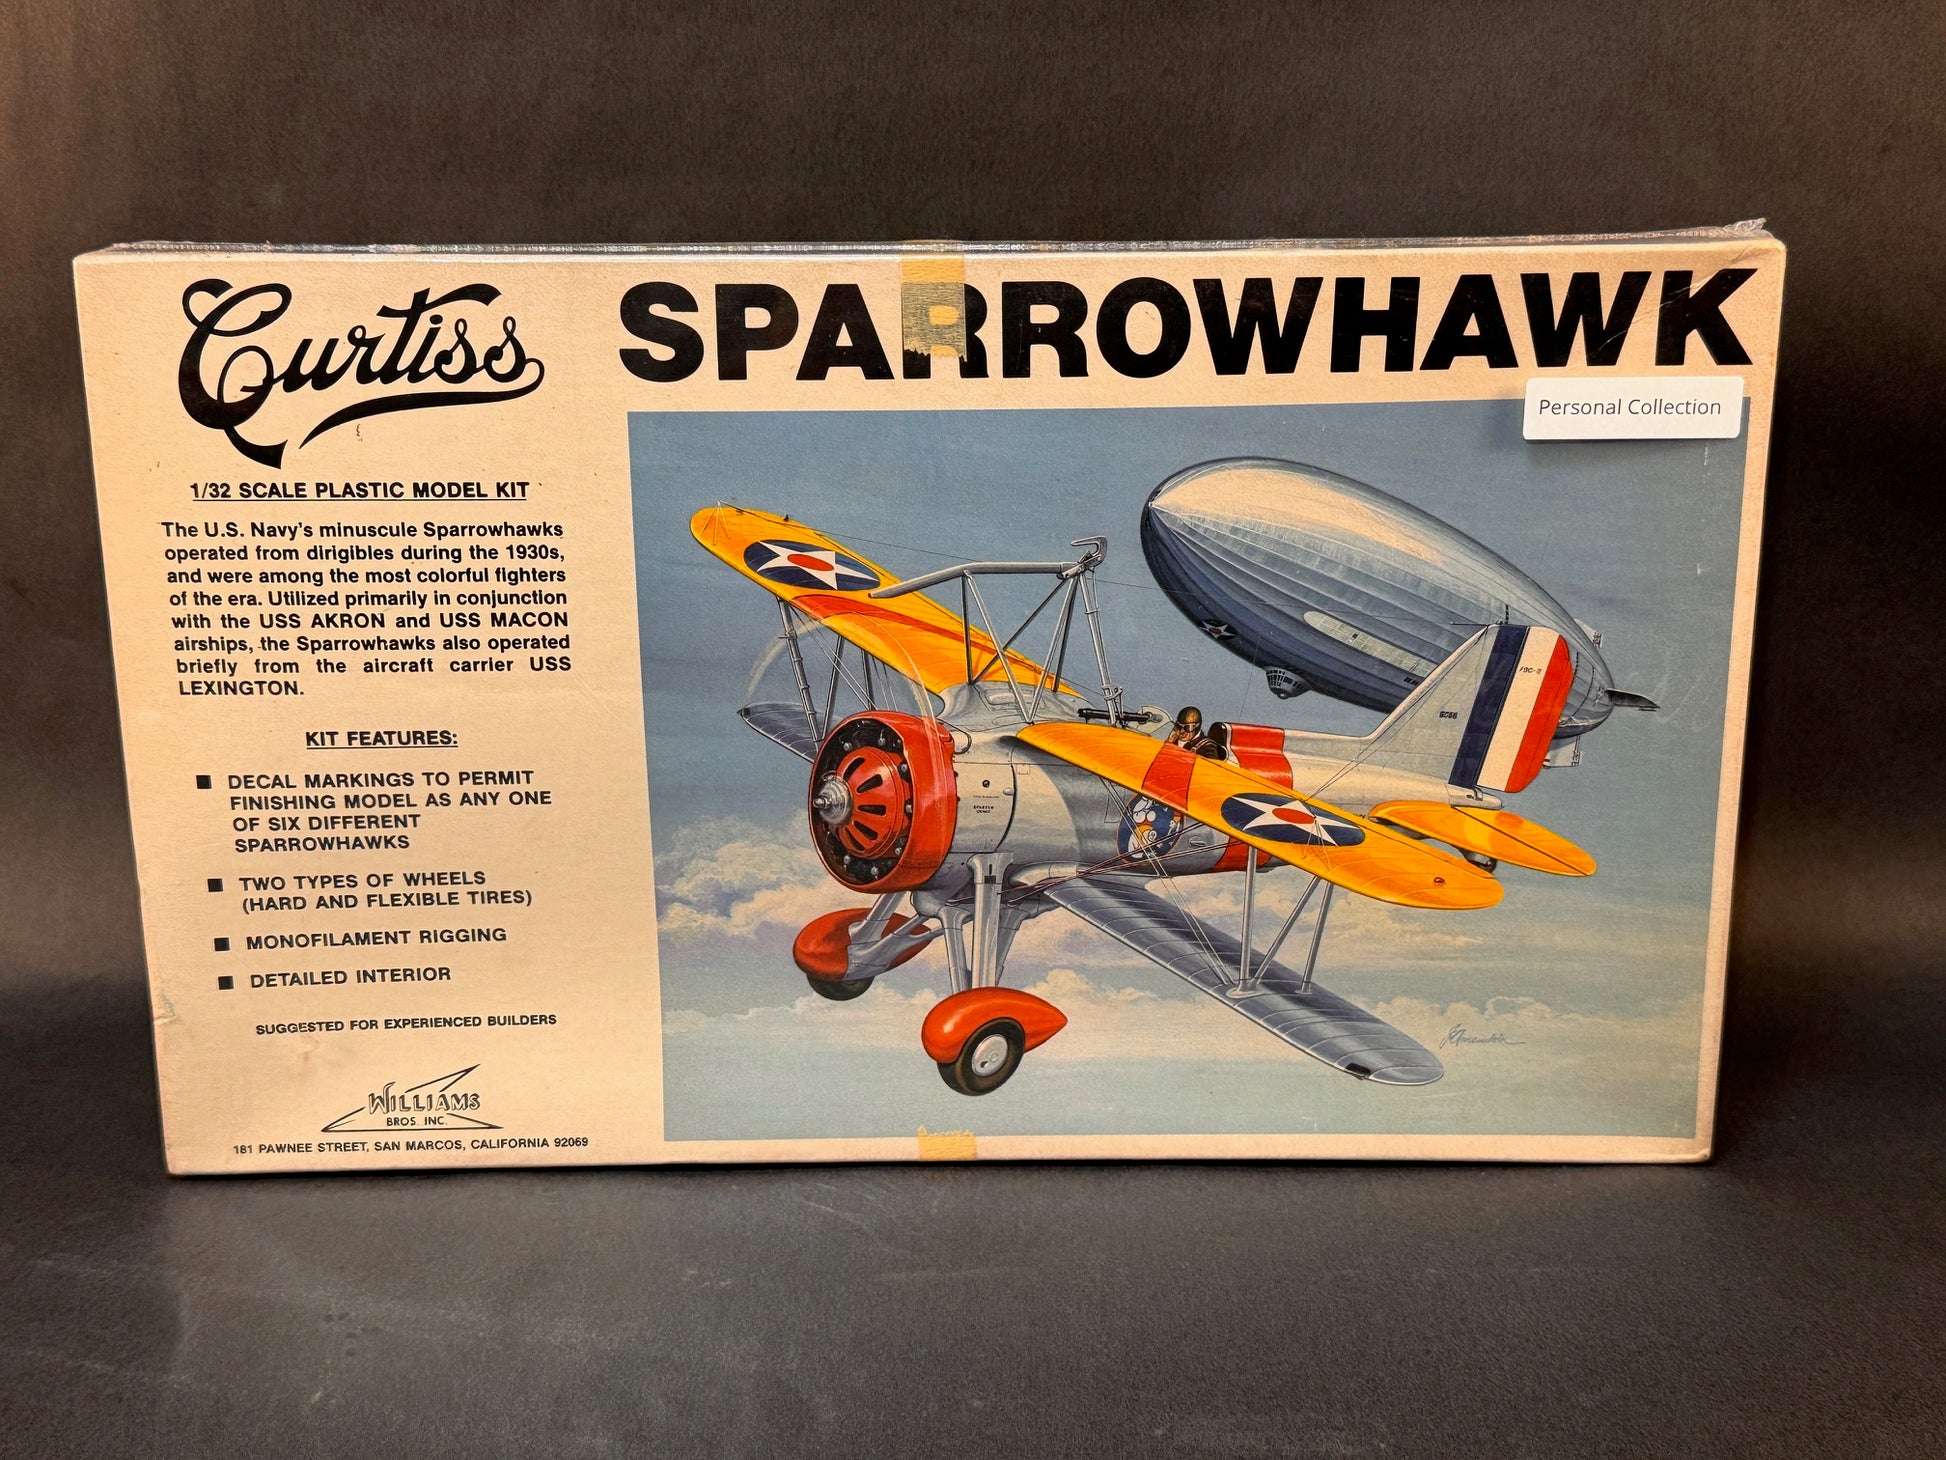 Curtiss SPARROWHAWK
Personal Collection
1/32 SCALE PLASTIC MODEL KIT
The U.S. Navy's minuscule Sparrowhawks
operated from dirigibles during the 1930s,
and were among the most colorful fighters
of the era. Utilized primarily in conjunction
with the USS AKRON and USS MACON
airships, the Sparrowhawks also operated
briefly from the aircraft carrier USS
LEXINGTON.
KIT FEATURES:
■ DECAL MARKINGS TO PERMIT
FINISHING MODEL AS ANY ONE
OF SIX DIFFERENT
SPARROWHAWKS
■ TWO TYPES OF WHEELS
(HARD AND FLEXIBLE TIRES)
■ MONOFILAMENT RIGGING
■ DETAILED INTERIOR
SUGGESTED FOR EXPERIENCED BUILDERS
WILLIAMS
BROS. INC.
181 PAWNEE STREET, SAN MARCOS, CALIFORNIA 92069